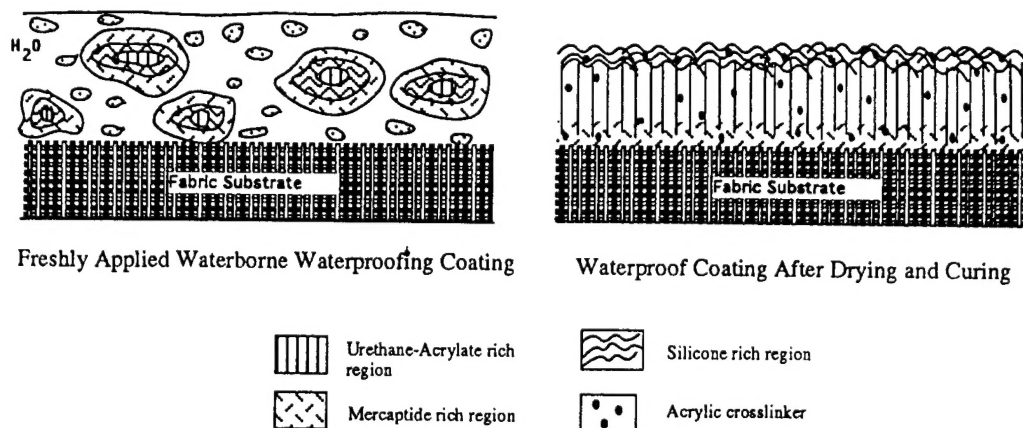 H2O
Fabric Substrate
Fabric Substrate
Freshly Applied Waterborne Waterproofing Coating
Waterproof Coating After Drying and Curing
Urethane-Acrylate rich
region
Silicone rich region
Mercaptide rich region
Acrylic crosslinker